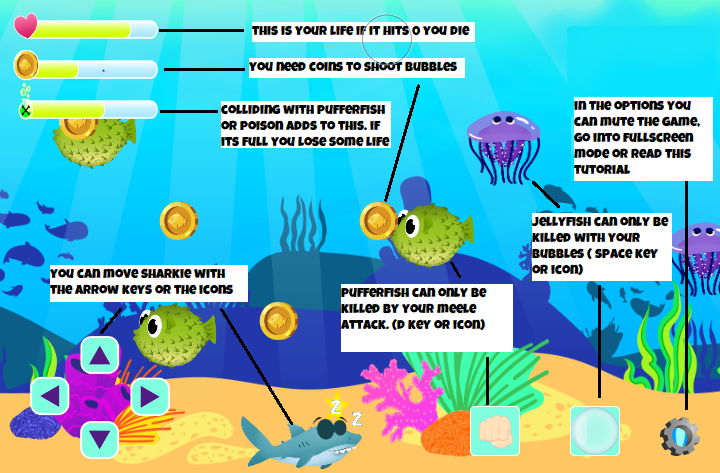 THIS IS YOUR LIFE IF IT HITS 0 YOU DIE
YOU NEED COINS TO SHOOT BUBBLES
COLLIDING WITH PUFFERFISH
OR POISON ADDS TO THIS. IF
ITS FULL YOU LOSE SOME LIFE
IN THE OPTIONS YOU
CAN MUTE THE GAME,
GO INTO FULLSCREEN
MODE OR READ THIS
TUTORIAL
JELLYFISH CAN ONLY BE
KILLED WITH YOUR
BUBBLES ( SPACE KEY
OR ICON)
YOU CAN MOVE SHARKIE WITH
THE ARROW KEYS OR THE ICONS
PUFFERFISH CAN ONLY BE
KILLED BY YOUR MEELE
ATTACK. (D KEY OR ICON)
Z
Z